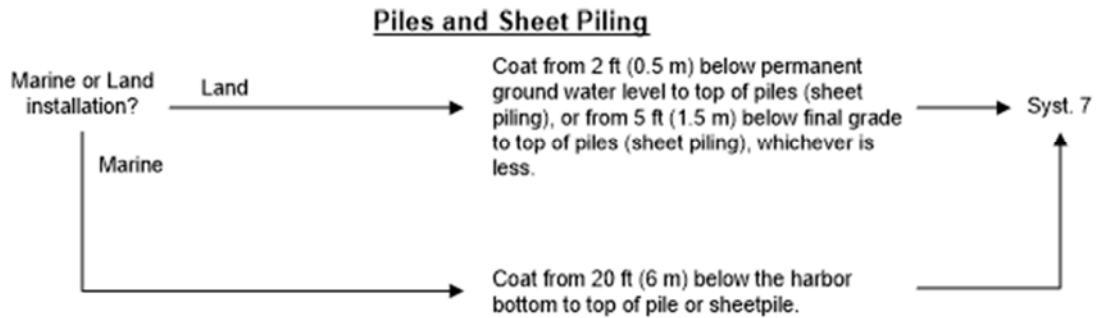 Piles and Sheet Piling
Marine or Land
installation?
Land
Coat from 2 ft (0.5 m) below permanent
ground water level to top of piles (sheet
piling), or from 5 ft (1.5 m) below final grade
to top of piles (sheet piling), whichever is
less.
Syst. 7
Marine
Coat from 20 ft (6 m) below the harbor
bottom to top of pile or sheetpile.